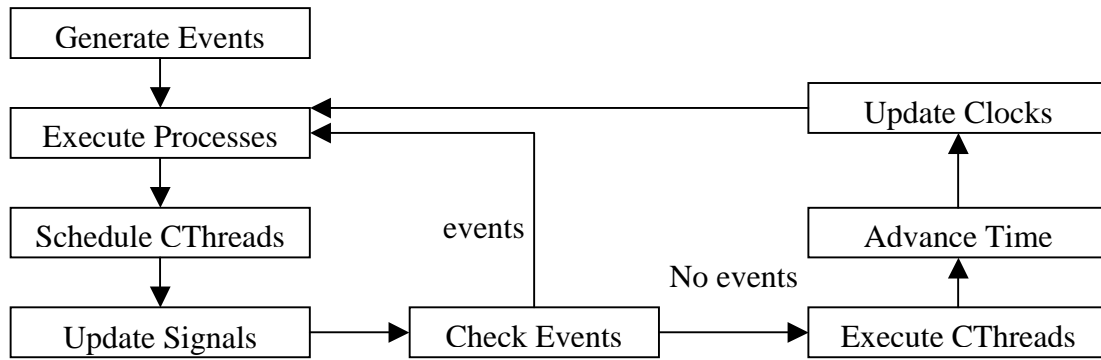 Generate Events
Execute Processes
Update Clocks
Schedule CThreads
events
Advance Time
No events
Update Signals
Check Events
Execute CThreads